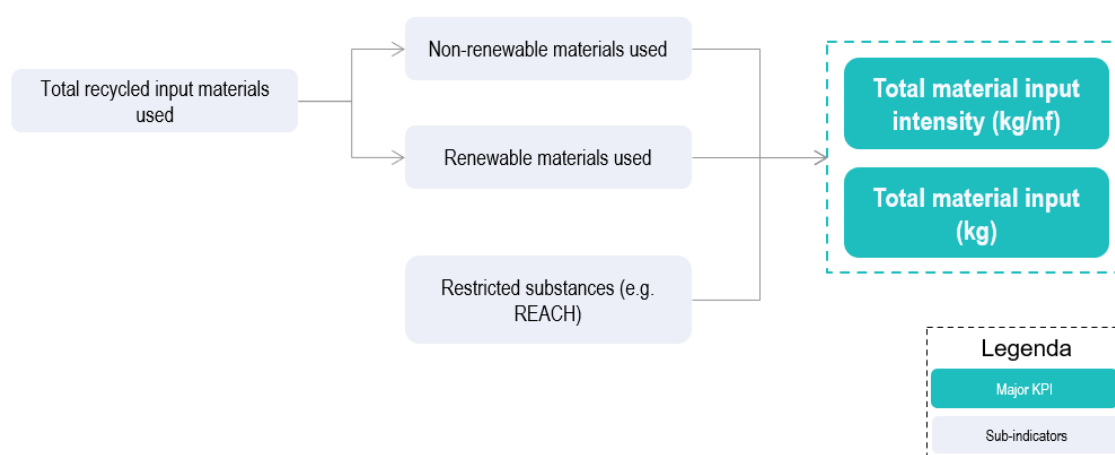 Non-renewable materials used
Total recycled input materials
used
Renewable materials used
Restricted substances (e.g.
REACH)
Total material input
intensity (kg/nf)
Total material input
(kg)
Legenda
Major KPI
Sub-indicators